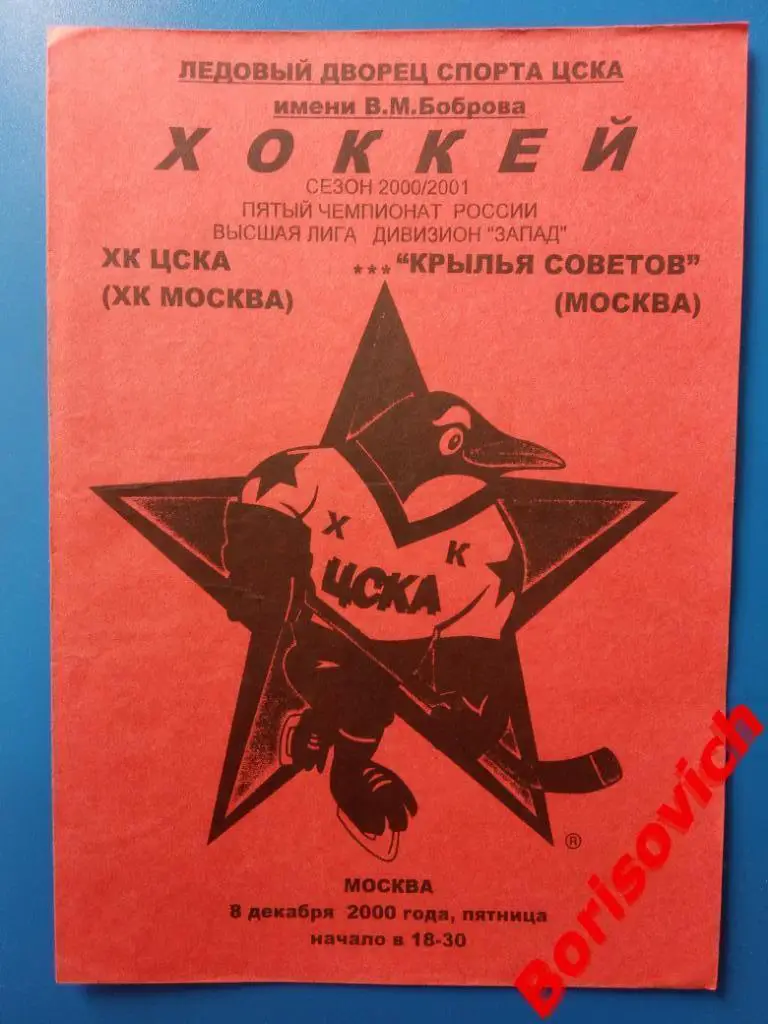 ЛЕДОВЫЙ ДВОРЕЦ СПОРТА ЦСКА
имени В.М.Боброва
ХОККЕЙ
СЕЗОН 2000/2001
ПЯТЫЙ ЧЕМПИОНАТ РОССИИ
ВЫСШАЯ ЛИГА ДИВИЗИОН "ЗАПАД"
ХК ЦСКА *** "КРЫЛЬЯ СОВЕТОВ"
(ХК МОСКВА) (МОСКВА)
Х К
ЦСКА
®
МОСКВА
8 декабря 2000 года, пятница
начало в 18-30
Borisovich